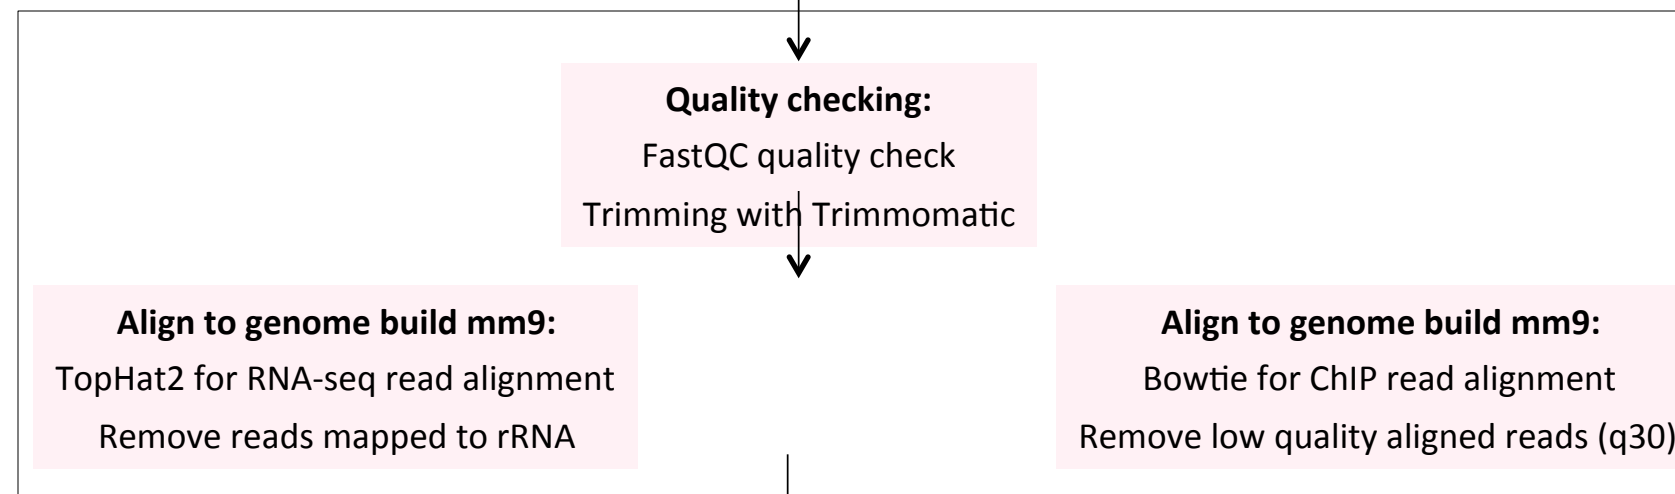 Quality checking:
FastQC quality check
Trimming with Trimmomatic
Align to genome build mm9:
TopHat2 for RNA-seq read alignment
Remove reads mapped to rRNA
Align to genome build mm9:
Bowtie for ChIP read alignment
Remove low quality aligned reads (q30)